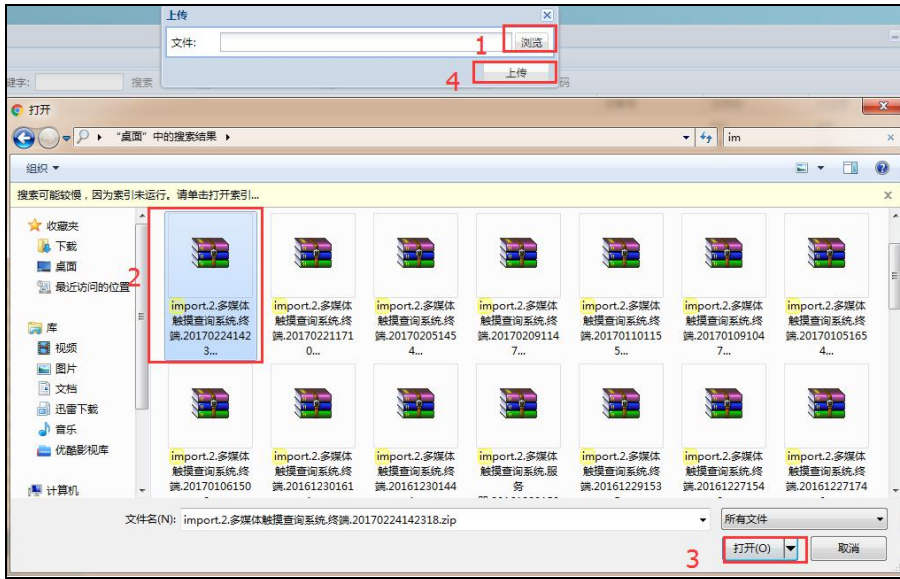 上传
文件:
1
浏览
4
上传
键字:
搜索
码
打开
“桌面”中的搜索结果
im
组织
搜索可能较慢，因为索引未运行。请单击打开索引...
收藏夹
下载
桌面
2
最近访问的位置
库
视频
图片
文档
迅雷下载
音乐
优酷影视库
计算机
import.2.多媒体
触摸查询系统.终
端.20170224142
3...
import.2.多媒体
触摸查询系统.终
端.20170221171
0...
import.2.多媒体
触摸查询系统.终
端.20170205145
4...
import.2.多媒体
触摸查询系统.终
端.20170209114
7...
import.2.多媒体
触摸查询系统.终
端.20170110115
5...
import.2.多媒体
触摸查询系统.终
端.20170109104
7...
import.2.多媒体
触摸查询系统.终
端.20170105165
4...
import.2.多媒体
触摸查询系统.终
端.20170106150
import.2.多媒体
触摸查询系统.终
端.20161230161
import.2.多媒体
触摸查询系统.终
端.20161230144
import.2.多媒体
触摸查询系统.服
务
import.2.多媒体
触摸查询系统.终
端.20161229153
import.2.多媒体
触摸查询系统.终
端.20161227154
import.2.多媒体
触摸查询系统.终
端.20161227174
文件名(N):
import.2.多媒体触摸查询系统.终端.20170224142318.zip
所有文件
3
打开(O)
取消